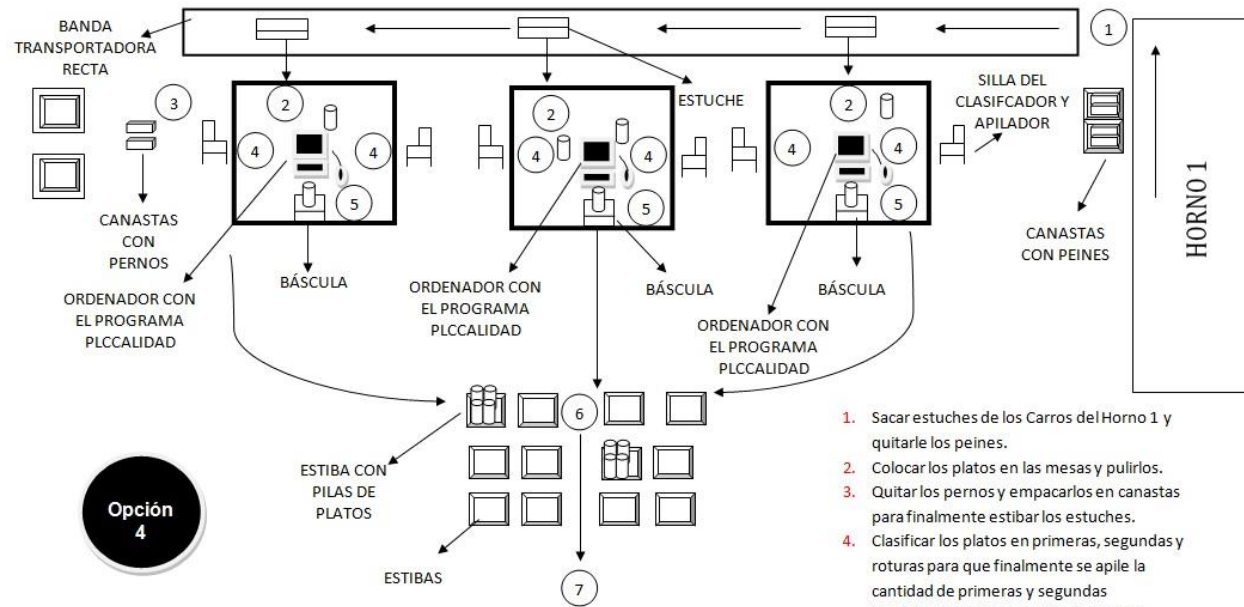 BANDA
TRANSPORTADORA
RECTA
1
3
2
4
4
5
2
4
4
5
2
4
4
5
ESTUCHE
SILLA DEL
CLASIFCADOR Y
APILADOR
HORNO 1
CANASTAS
CON
PERNOS
CANASTAS
CON PEINES
BÁSCULA
ORDENADOR CON
EL PROGRAMA
PLCCALIDAD
ORDENADOR CON
EL PROGRAMA
PLCCALIDAD
BÁSCULA
BÁSCULA
ORDENADOR CON
EL PROGRAMA
PLCCALIDAD
6
ESTIBA CON
PILAS DE
PLATOS
ESTIBAS
7
Opción
4
1. Sacar estuches de los Carros del Horno 1 y
quitarle los peines.
2. Colocar los platos en las mesas y pulirlos.
3. Quitar los pernos y empacarlos en canastas
para finalmente estibar los estuches.
4. Clasificar los platos en primeras, segundas y
roturas para que finalmente se apile la
cantidad de primeras y segundas